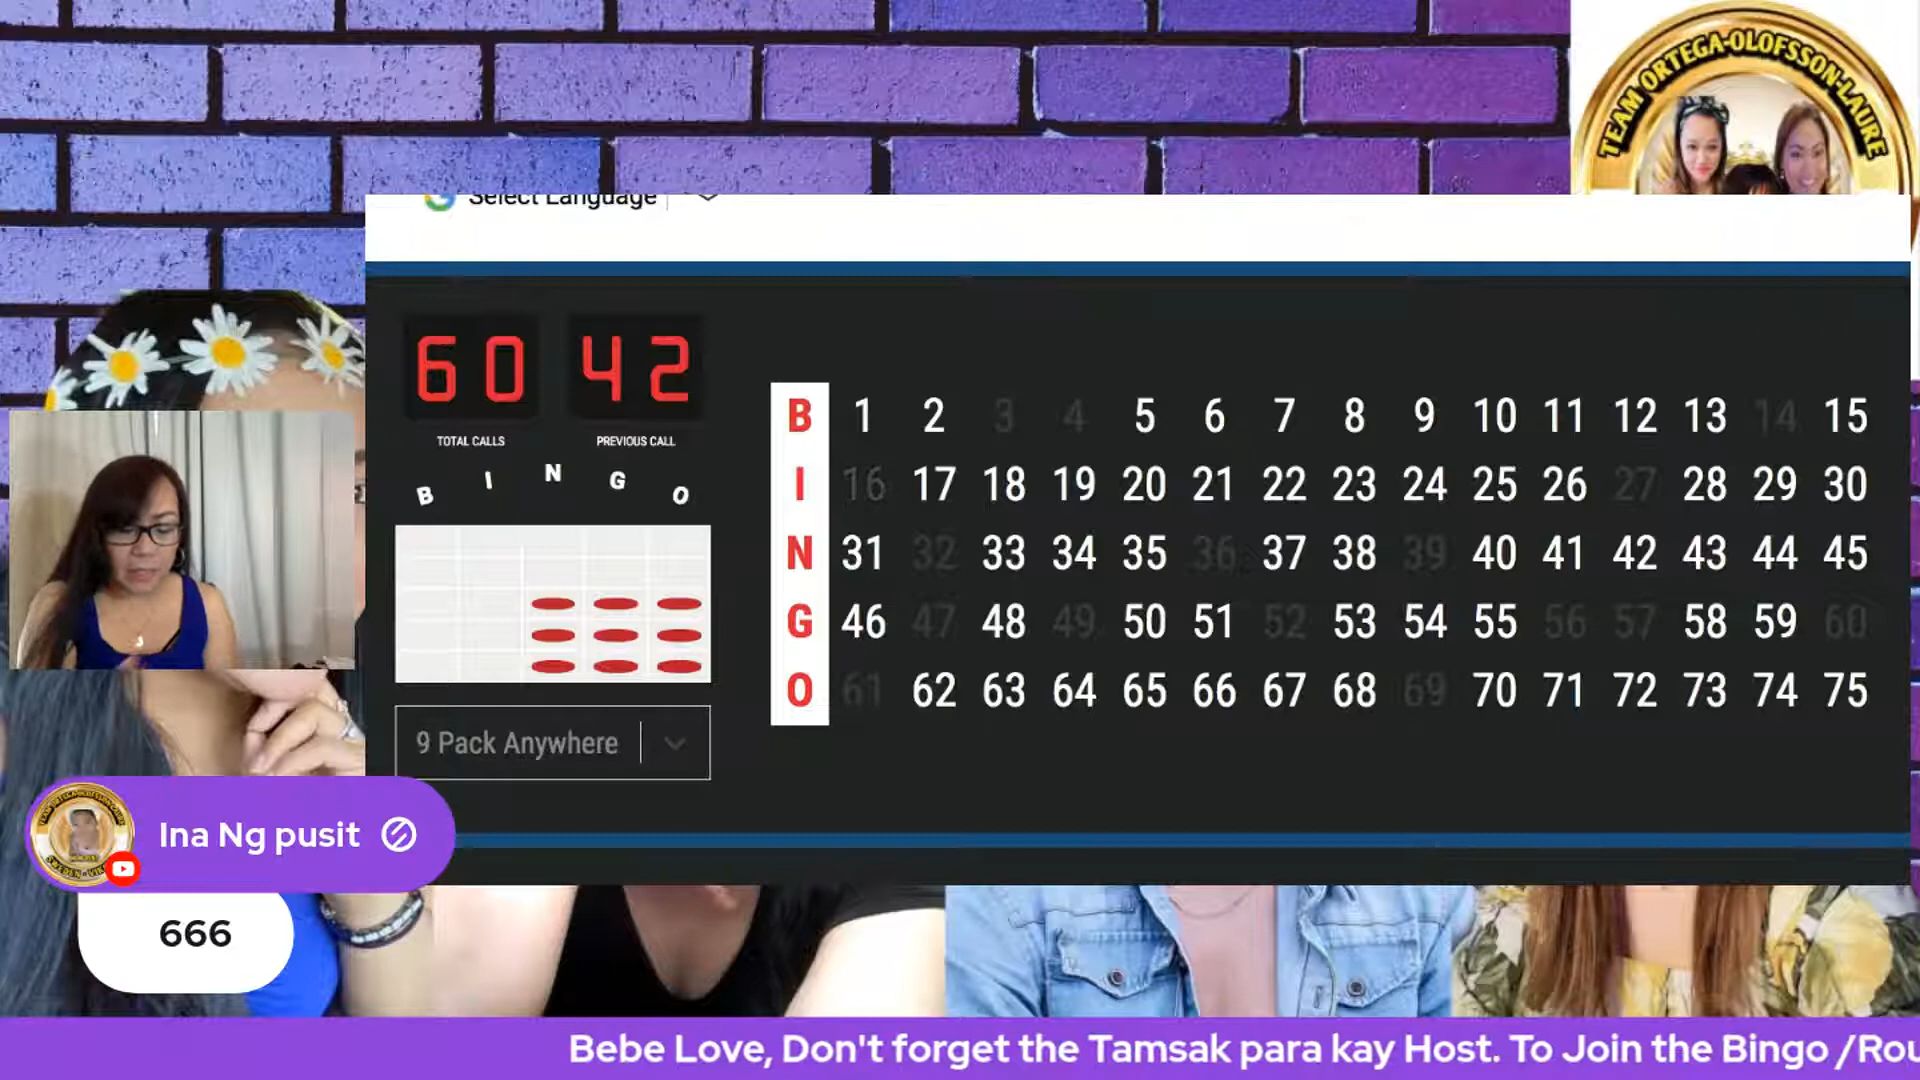 TEAM ORTEGA-OLOFSSON-LAURE
Select Language
60 42
TOTAL CALLS PREVIOUS CALL
B I N G O
9 Pack Anywhere
B 1 2 3 4 5 6 7 8 9 10 11 12 13 14 15
I 16 17 18 19 20 21 22 23 24 25 26 27 28 29 30
N 31 32 33 34 35 36 37 38 39 40 41 42 43 44 45
G 46 47 48 49 50 51 52 53 54 55 56 57 58 59 60
O 61 62 63 64 65 66 67 68 69 70 71 72 73 74 75
Ina Ng pusit
666
Bebe Love, Don't forget the Tamsak para kay Host. To Join the Bingo /Rou